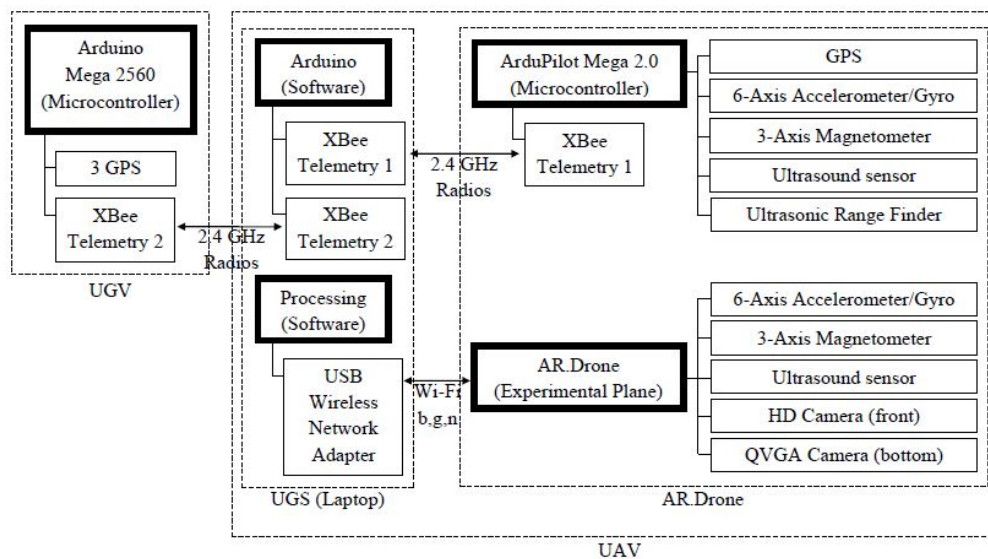 Arduino
Mega 2560
(Microcontroller)
3 GPS
XBee
Telemetry 2
UGV
2.4 GHz
Radios
Arduino
(Software)
XBee
Telemetry 1
XBee
Telemetry 2
Processing
(Software)
USB
Wireless
Network
Adapter
UGS (Laptop)
2.4 GHz
Radios
Wi-Fi
b,g,n
ArduPilot Mega 2.0
(Microcontroller)
XBee
Telemetry 1
GPS
6-Axis Accelerometer/Gyro
3-Axis Magnetometer
Ultrasound sensor
Ultrasonic Range Finder
AR.Drone
(Experimental Plane)
6-Axis Accelerometer/Gyro
3-Axis Magnetometer
Ultrasound sensor
HD Camera (front)
QVGA Camera (bottom)
AR.Drone
UAV